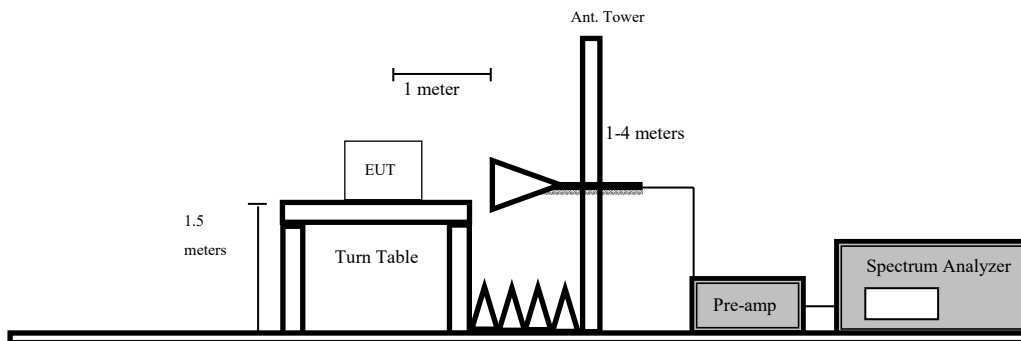 Ant. Tower
1 meter
1-4 meters
EUT
1.5
meters
Turn Table
Spectrum Analyzer
Pre-amp